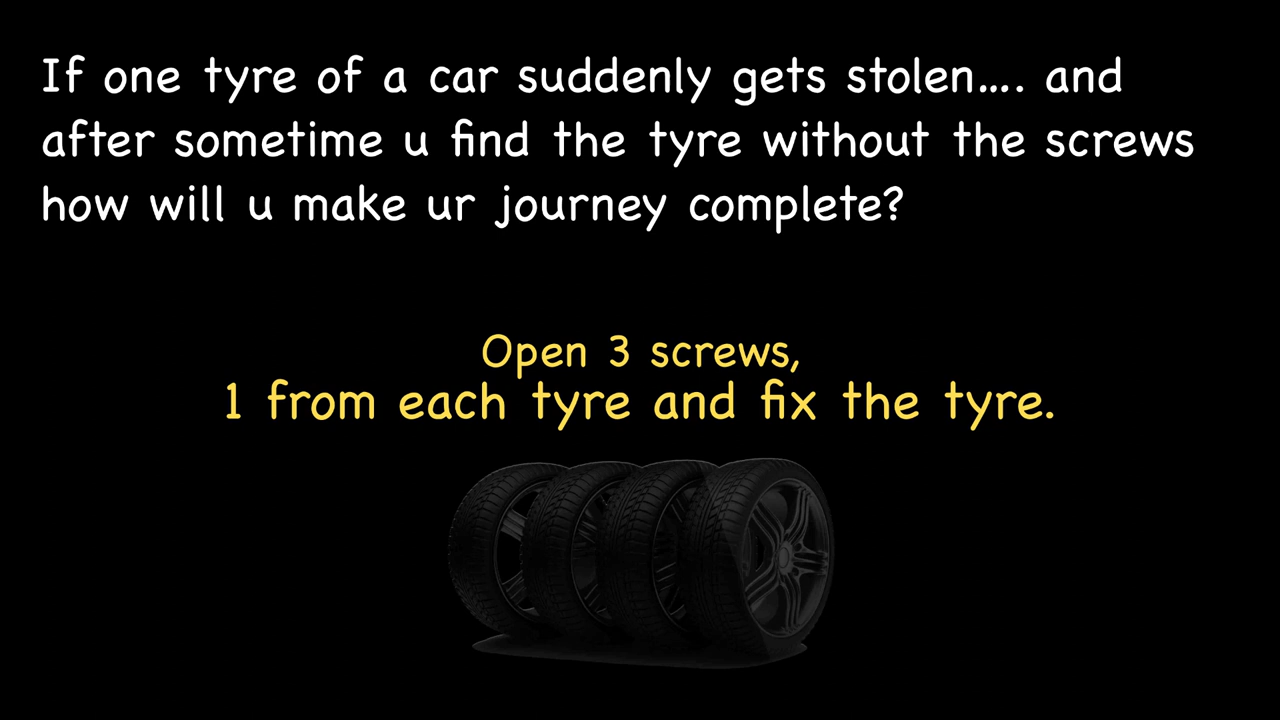 If one tyre of a car suddenly gets stolen.... and
after sometime u find the tyre without the screws
how will u make ur journey complete?
Open 3 screws,
1 from each tyre and fix the tyre.